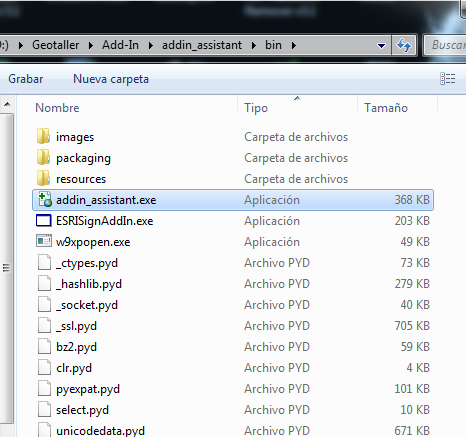 :) ▸ Geotaller ▸ Add-In ▸ addin_assistant ▸ bin ▸ Buscar
Grabar Nueva carpeta
Nombre Tipo Tamaño
images Carpeta de archivos
packaging Carpeta de archivos
resources Carpeta de archivos
addin_assistant.exe Aplicación 368 KB
ESRISignAddIn.exe Aplicación 203 KB
w9xpopen.exe Aplicación 49 KB
_ctypes.pyd Archivo PYD 73 KB
_hashlib.pyd Archivo PYD 279 KB
_socket.pyd Archivo PYD 40 KB
_ssl.pyd Archivo PYD 705 KB
bz2.pyd Archivo PYD 59 KB
clr.pyd Archivo PYD 4 KB
pyexpat.pyd Archivo PYD 101 KB
select.pyd Archivo PYD 10 KB
unicodedata.pyd Archivo PYD 671 KB